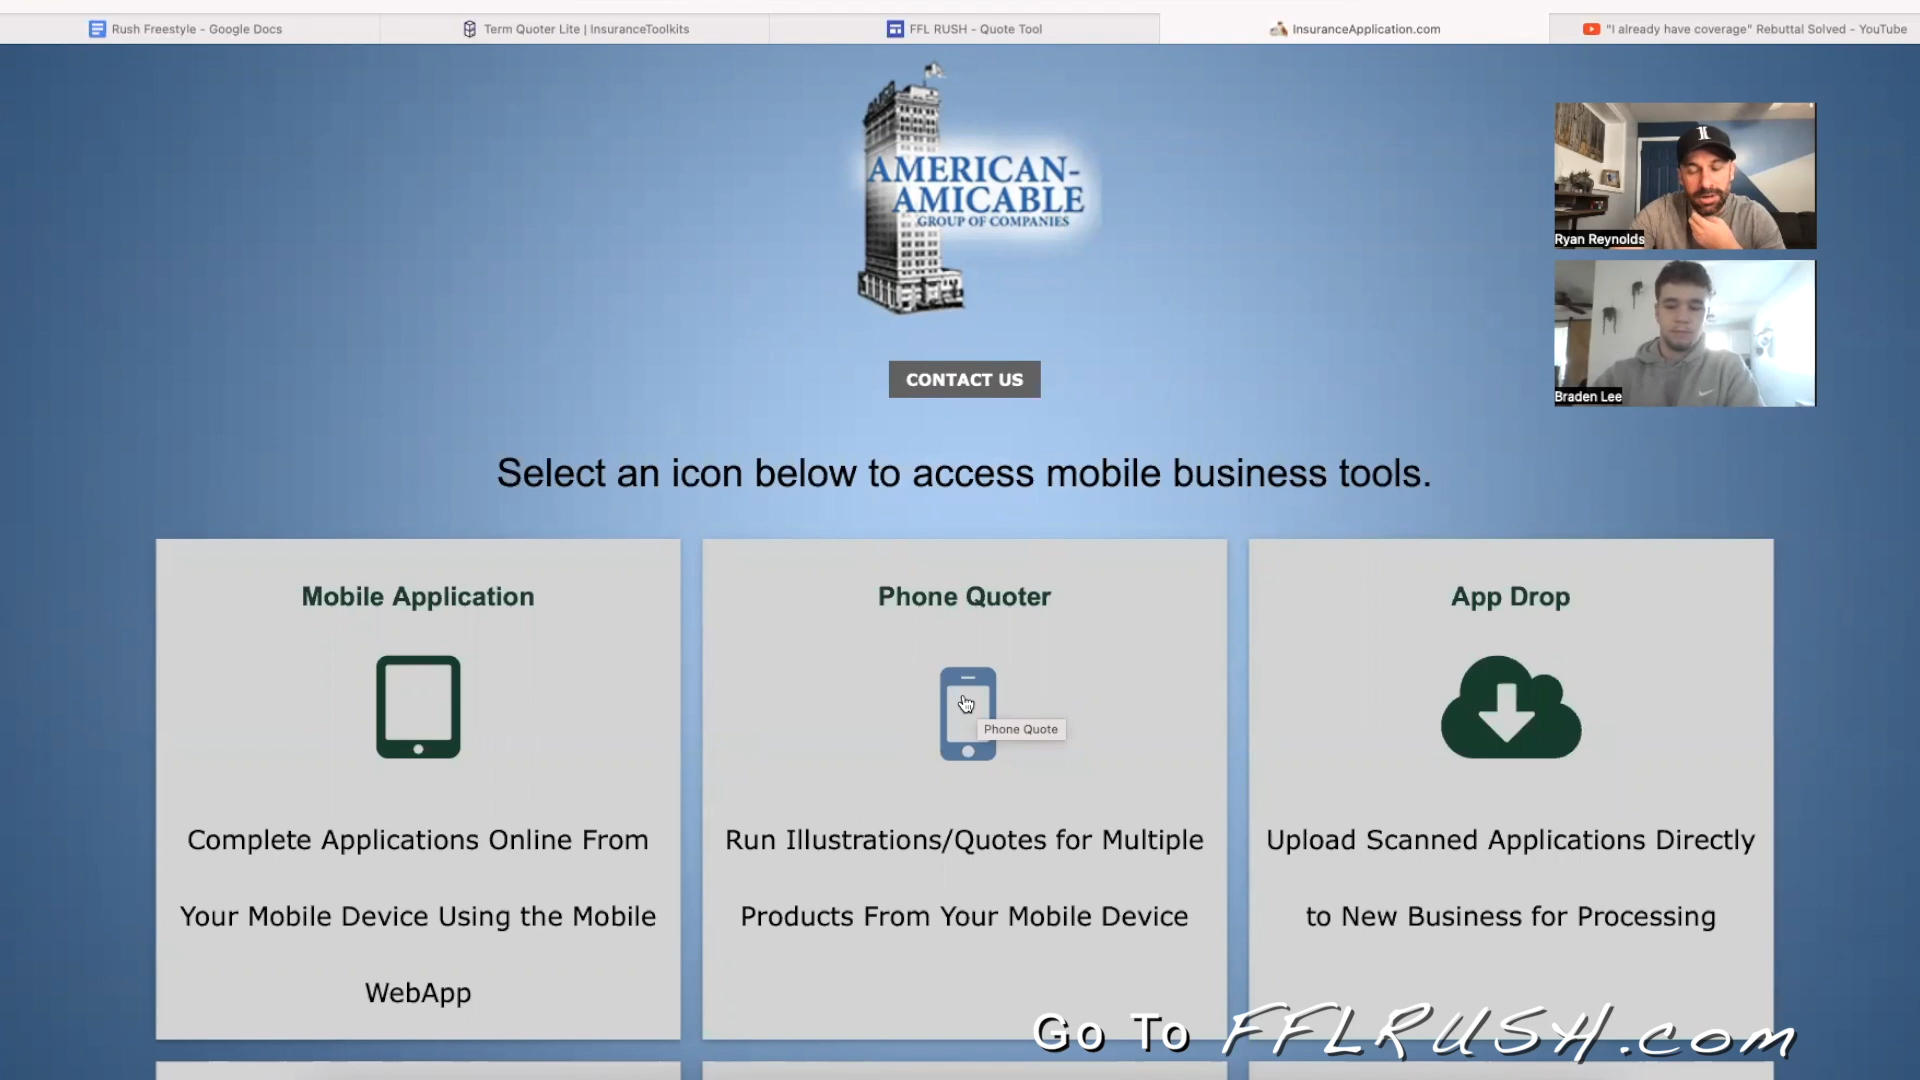 Rush Freestyle - Google Docs
Term Quoter Lite | InsuranceToolkits
FFL RUSH - Quote Tool
InsuranceApplication.com
"I already have coverage" Rebuttal Solved - YouTube
AMERICAN-
AMICABLE
GROUP OF COMPANIES
Ryan Reynolds
Braden Lee
CONTACT US
Select an icon below to access mobile business tools.
Mobile Application
Complete Applications Online From
Your Mobile Device Using the Mobile
WebApp
Phone Quoter
Phone Quote
Run Illustrations/Quotes for Multiple
Products From Your Mobile Device
App Drop
Upload Scanned Applications Directly
to New Business for Processing
Go To FFLRUSH.com